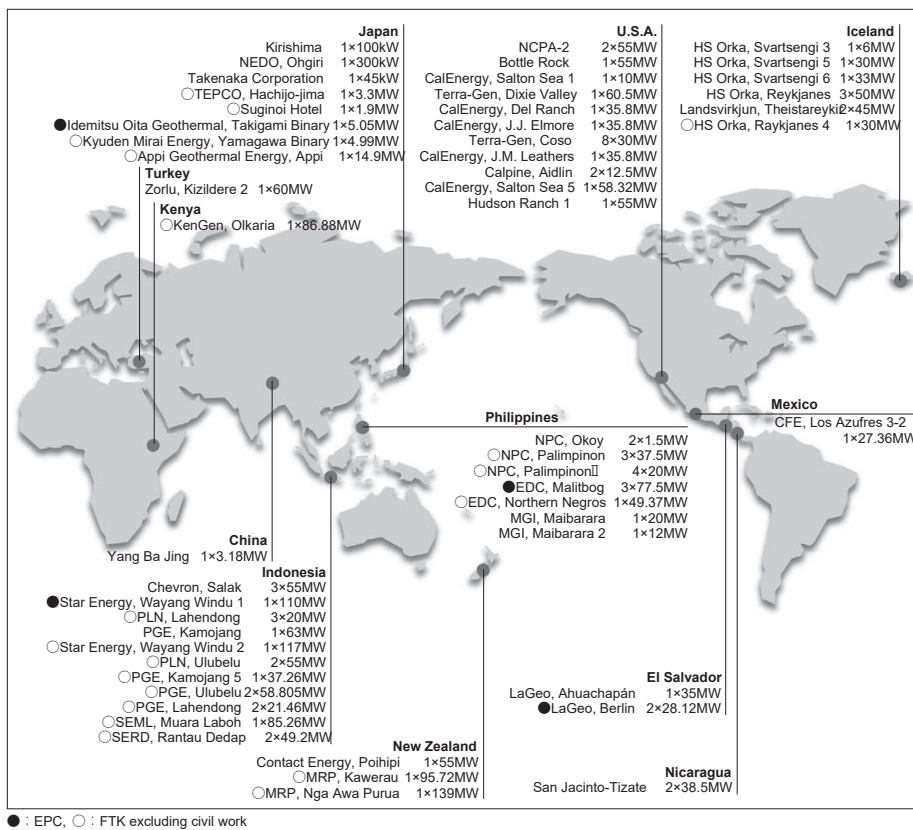 Japan
Kirishima 1×100kW
NEDO, Ohgiri 1×300kW
Takenaka Corporation 1×45kW
○TEPCO, Hachijo-jima 1×3.3MW
○Suginoi Hotel 1×1.9MW
●Idemitsu Oita Geothermal, Takigami Binary 1×5.05MW
○Kyuden Mirai Energy, Yamagawa Binary 1×4.99MW
○Appi Geothermal Energy, Appi 1×14.9MW
U.S.A.
NCPA-2 2×55MW
Bottle Rock 1×55MW
CalEnergy, Salton Sea 1 1×10MW
Terra-Gen, Dixie Valley 1×60.5MW
CalEnergy, Del Ranch 1×35.8MW
CalEnergy, J.J. Elmore 1×35.8MW
Terra-Gen, Coso 8×30MW
CalEnergy, J.M. Leathers 1×35.8MW
Calpine, Aidlin 2×12.5MW
CalEnergy, Salton Sea 5 1×58.32MW
Hudson Ranch 1 1×55MW
Iceland
HS Orka, Svartsengi 3 1×6MW
HS Orka, Svartsengi 5 1×30MW
HS Orka, Svartsengi 6 1×33MW
HS Orka, Reykjanes 3×50MW
Landsvirkjun, Theistareykir 2×45MW
○HS Orka, Raykjanes 4 1×30MW
Turkey
Zorlu, Kizildere 2 1×60MW
Kenya
○KenGen, Olkaria 1×86.88MW
Mexico
CFE, Los Azufres 3-2
1×27.36MW
Philippines
NPC, Okoy 2×1.5MW
○NPC, Palimpinon 3×37.5MW
○NPC, PalimpinonⅡ 4×20MW
●EDC, Malitbog 3×77.5MW
○EDC, Northern Negros 1×49.37MW
MGI, Maibarara 1×20MW
MGI, Maibarara 2 1×12MW
China
Yang Ba Jing 1×3.18MW
Indonesia
Chevron, Salak 3×55MW
●Star Energy, Wayang Windu 1 1×110MW
○PLN, Lahendong 3×20MW
PGE, Kamojang 1×63MW
○Star Energy, Wayang Windu 2 1×117MW
○PLN, Ulubelu 2×55MW
○PGE, Kamojang 5 1×37.26MW
○PGE, Ulubelu 2×58.805MW
○PGE, Lahendong 2×21.46MW
○SEML, Muara Laboh 1×85.26MW
○SERD, Rantau Dedap 2×49.2MW
New Zealand
Contact Energy, Poihipi 1×55MW
○MRP, Kawerau 1×95.72MW
○MRP, Nga Awa Purua 1×139MW
El Salvador
LaGeo, Ahuachapán 1×35MW
●LaGeo, Berlin 2×28.12MW
Nicaragua
San Jacinto-Tizate 2×38.5MW
●：EPC, ○：FTK excluding civil work